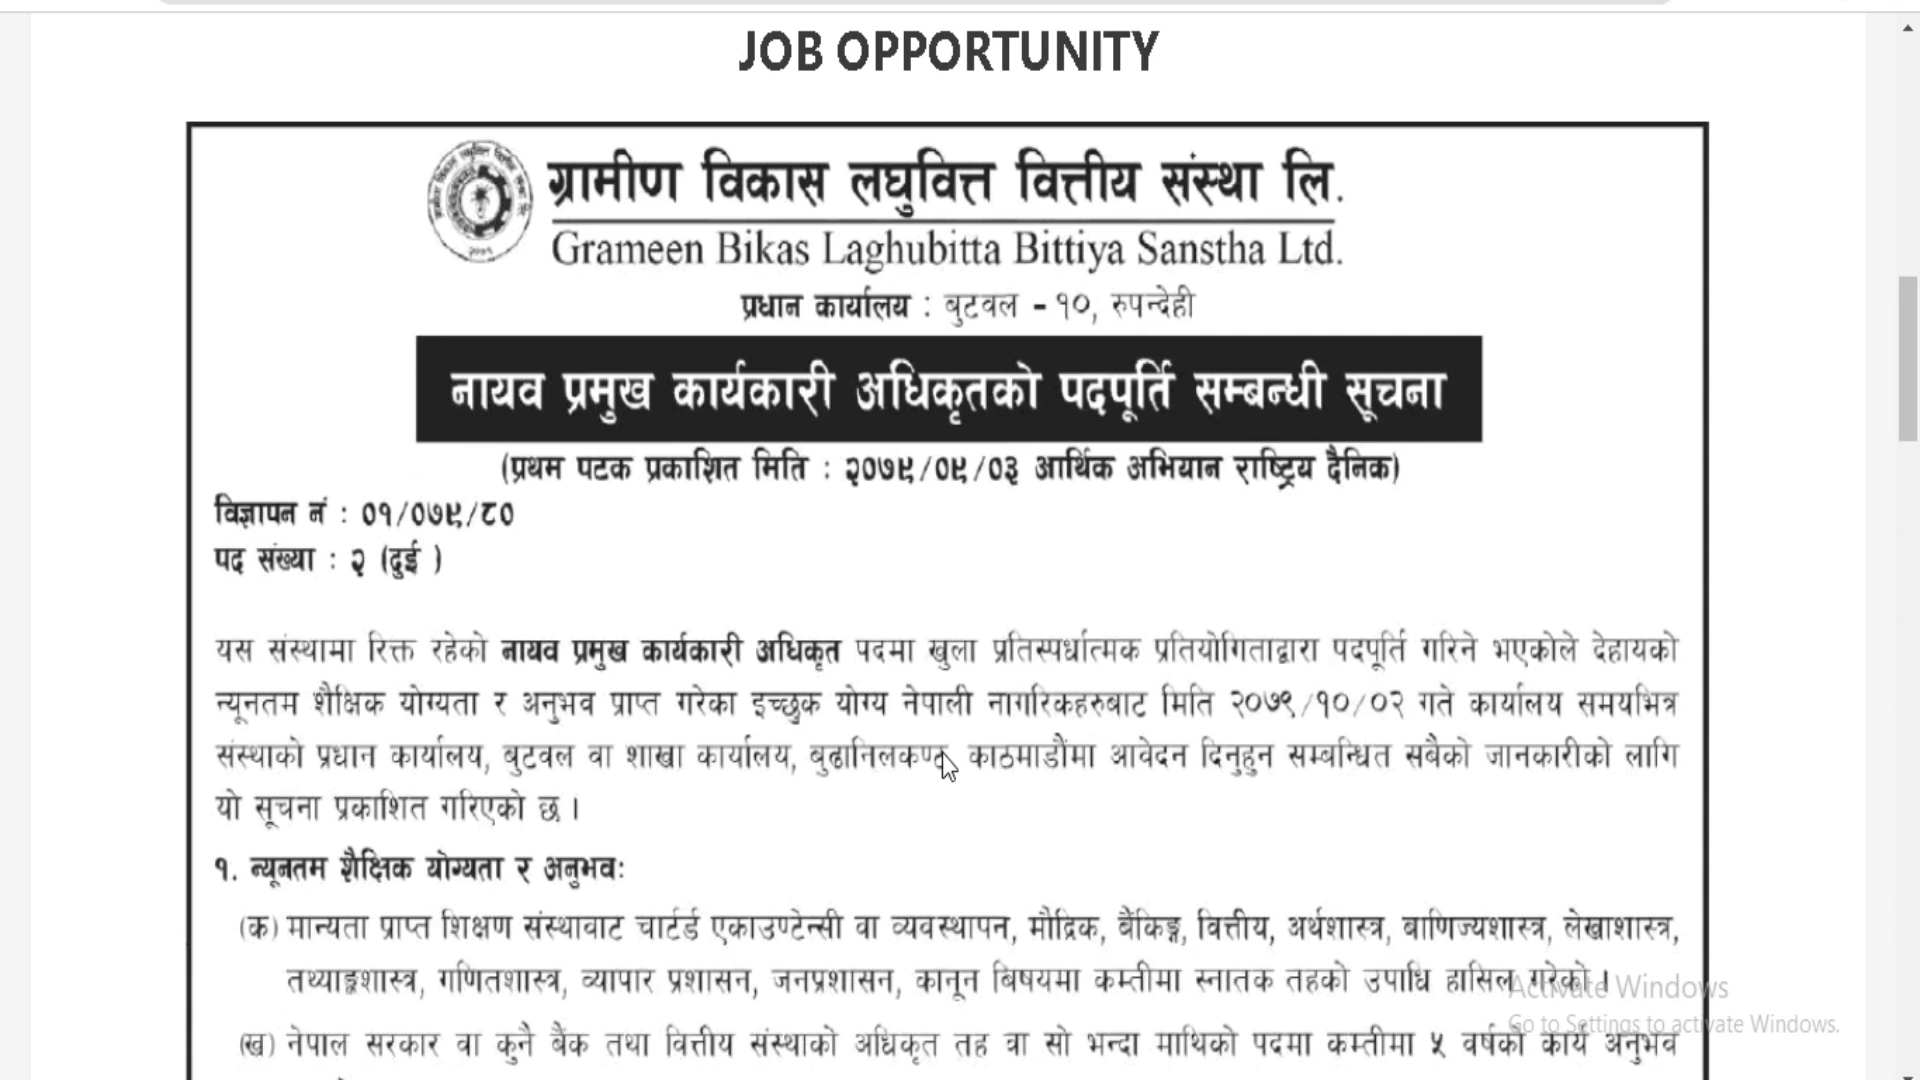 JOB OPPORTUNITY
ग्रामीण विकास लघुवित्त वित्तीय संस्था लि.
Grameen Bikas Laghubitta Bittiya Sanstha Ltd.
प्रधान कार्यालय : बुटवल - १०, रुपन्देही
नायव प्रमुख कार्यकारी अधिकृतको पदपूर्ति सम्बन्धी सूचना
(प्रथम पटक प्रकाशित मिति : २०७९/०९/०३ आर्थिक अभियान राष्ट्रिय दैनिक)
विज्ञापन नं : ०१/०७९/८०
पद संख्या : २ (दुई )
यस संस्थामा रिक्त रहेको नायव प्रमुख कार्यकारी अधिकृत पदमा खुला प्रतिस्पर्धात्मक प्रतियोगिताद्वारा पदपूर्ति गरिने भएकोले देहायको
न्यूनतम शैक्षिक योग्यता र अनुभव प्राप्त गरेका इच्छुक योग्य नेपाली नागरिकहरुबाट मिति २०७९/१०/०२ गते कार्यालय समयभित्र
संस्थाको प्रधान कार्यालय, बुटवल वा शाखा कार्यालय, बुढानिलकण्ठ, काठमाडौंमा आवेदन दिनुहुन सम्बन्धित सबैको जानकारीको लागि
यो सूचना प्रकाशित गरिएको छ ।
१. न्यूनतम शैक्षिक योग्यता र अनुभव:
(क) मान्यता प्राप्त शिक्षण संस्थावाट चार्टर्ड एकाउण्टेन्सी वा व्यवस्थापन, मौद्रिक, बैंकिङ्ग, वित्तीय, अर्थशास्त्र, बाणिज्यशास्त्र, लेखाशास्त्र,
तथ्याङ्कशास्त्र, गणितशास्त्र, व्यापार प्रशासन, जनप्रशासन, कानून बिषयमा कम्तीमा स्नातक तहको उपाधि हासिल गरेको ।
Activate Windows
Go to Settings to activate Windows.
(ख) नेपाल सरकार वा कुनै बैंक तथा वित्तीय संस्थाको अधिकृत तह वा सो भन्दा माथिको पदमा कम्तीमा ५ वर्षको कार्य अनुभव